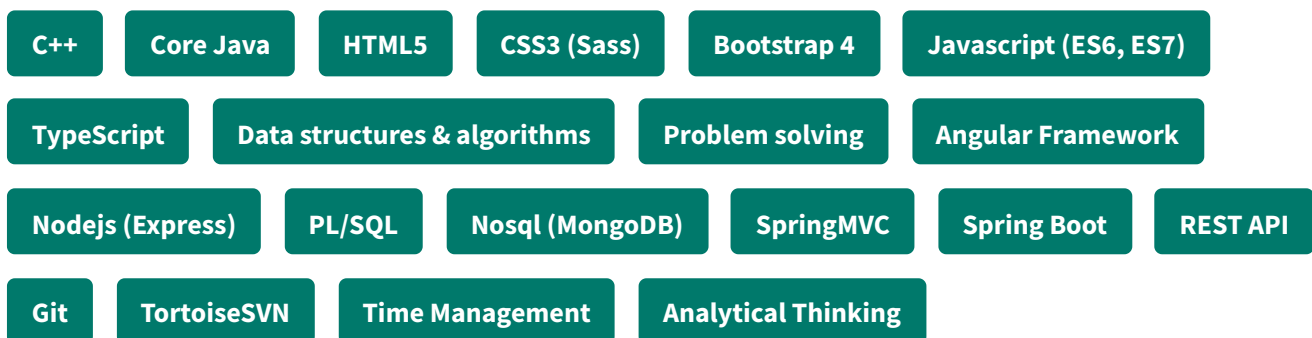 C++ Core Java HTML5 CSS3 (Sass) Bootstrap 4 Javascript (ES6, ES7)
TypeScript Data structures & algorithms Problem solving Angular Framework
Nodejs (Express) PL/SQL Nosql (MongoDB) SpringMVC Spring Boot REST API
Git TortoiseSVN Time Management Analytical Thinking